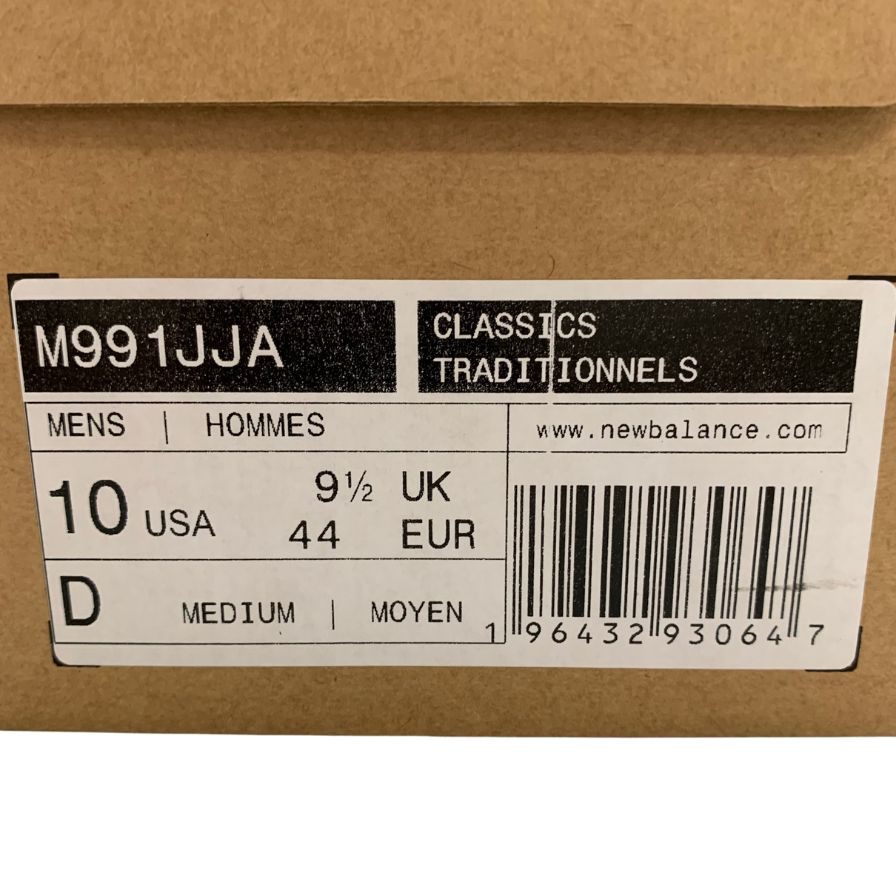 M991JJA
CLASSICS
TRADITIONNELS
MENS | HOMMES
www.newbalance.com
10 USA
9½ UK
44 EUR
D MEDIUM | MOYEN
1 96432 93064 7